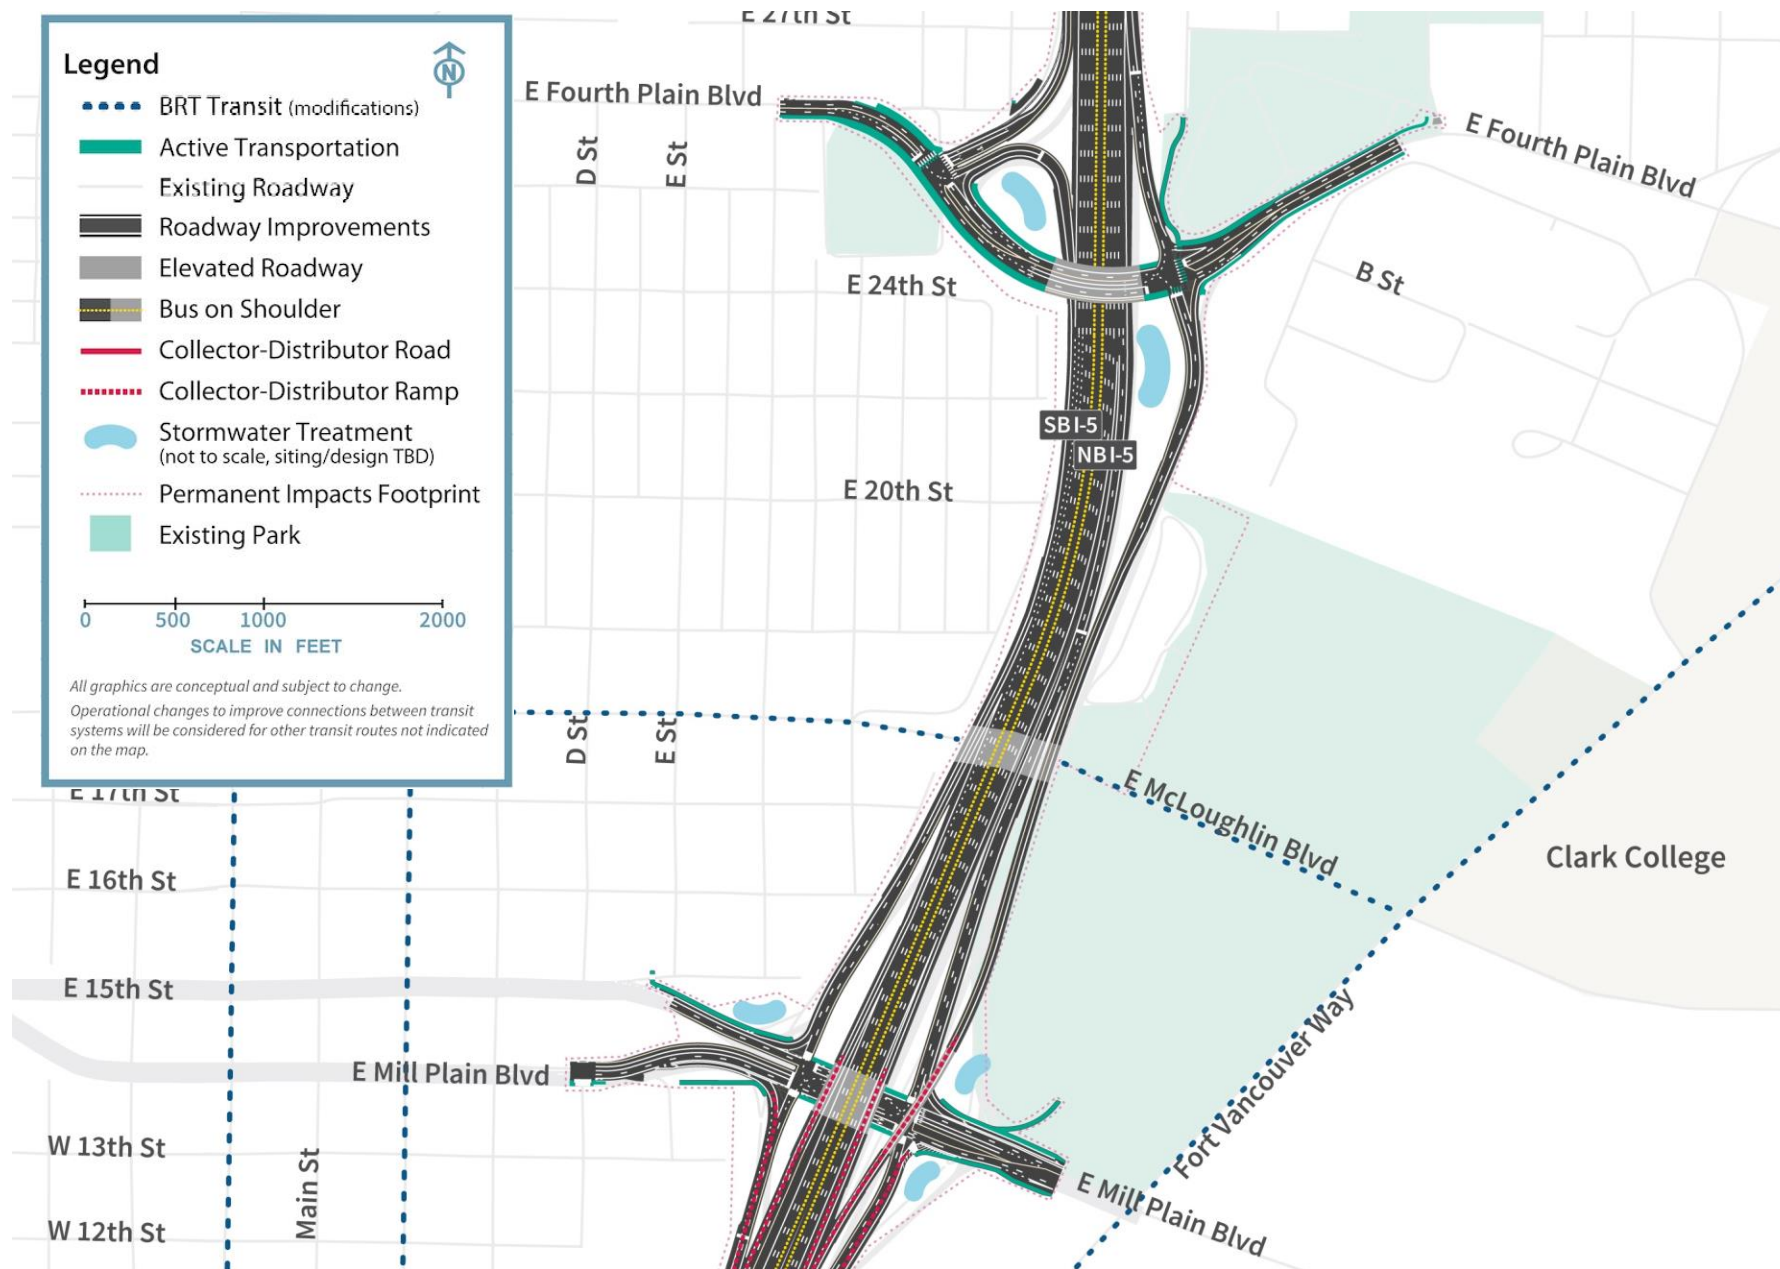 E 27th St
Legend
N
BRT Transit (modifications)
Active Transportation
Existing Roadway
Roadway Improvements
Elevated Roadway
Bus on Shoulder
Collector-Distributor Road
Collector-Distributor Ramp
Stormwater Treatment
(not to scale, siting/design TBD)
Permanent Impacts Footprint
Existing Park
0 500 1000 2000
SCALE IN FEET
All graphics are conceptual and subject to change.
Operational changes to improve connections between transit
systems will be considered for other transit routes not indicated
on the map.
E Fourth Plain Blvd
E Fourth Plain Blvd
D St
E St
E 24th St
B St
SB I-5
NB I-5
E 20th St
D St
E St
E 17th St
E McLoughlin Blvd
Clark College
E 16th St
E 15th St
Fort Vancouver Way
E Mill Plain Blvd
W 13th St
Main St
E Mill Plain Blvd
W 12th St